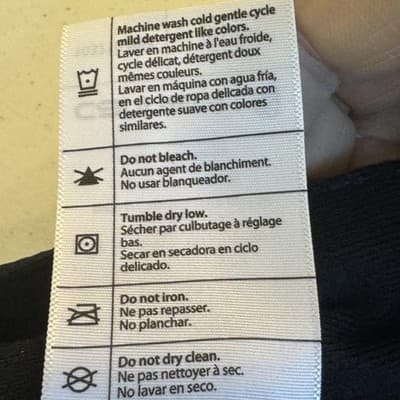 Machine wash cold gentle cycle
mild detergent like colors.
Laver en machine à l'eau froide,
cycle délicat, détergent doux
mêmes couleurs.
Lavar en máquina con agua fría,
en el ciclo de ropa delicada con
detergente suave con colores
similares.
Do not bleach.
Aucun agent de blanchiment.
No usar blanqueador.
Tumble dry low.
Sécher par culbutage à réglage
bas.
Secar en secadora en ciclo
delicado.
Do not iron.
Ne pas repasser.
No planchar.
Do not dry clean.
Ne pas nettoyer à sec.
No lavar en seco.